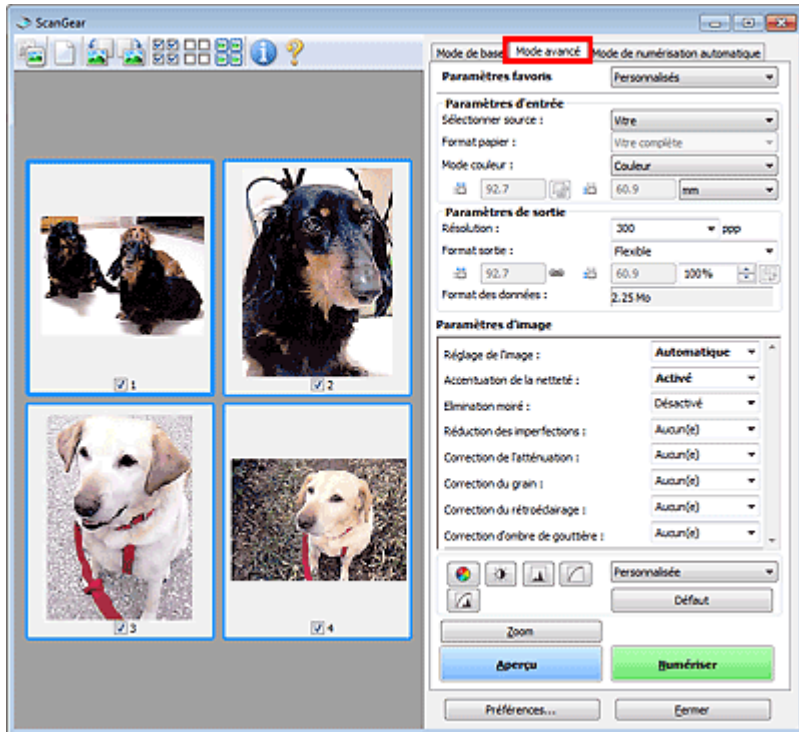 ScanGear
Mode de base Mode avancé Mode de numérisation automatique
Paramètres favoris Personnalisés
Paramètres d'entrée
Sélectionner source : Vitre
Format papier : Vitre complète
Mode couleur : Couleur
92.7 60.9 mm
Paramètres de sortie
Résolution : 300 ppp
Format sortie : Flexible
92.7 60.9 100%
Format des données : 2.25 Mo
Paramètres d'image
Réglage de l'image : Automatique
Accentuation de la netteté : Activé
Elimination moiré : Désactivé
Réduction des imperfections : Aucun(e)
Correction de l'atténuation : Aucun(e)
Correction du grain : Aucun(e)
Correction du rétroéclairage : Aucun(e)
Correction d'ombre de gouttière : Aucun(e)
Personnalisée
Défaut
Zoom
Aperçu Numériser
Préférences... Fermer
1
2
3
4